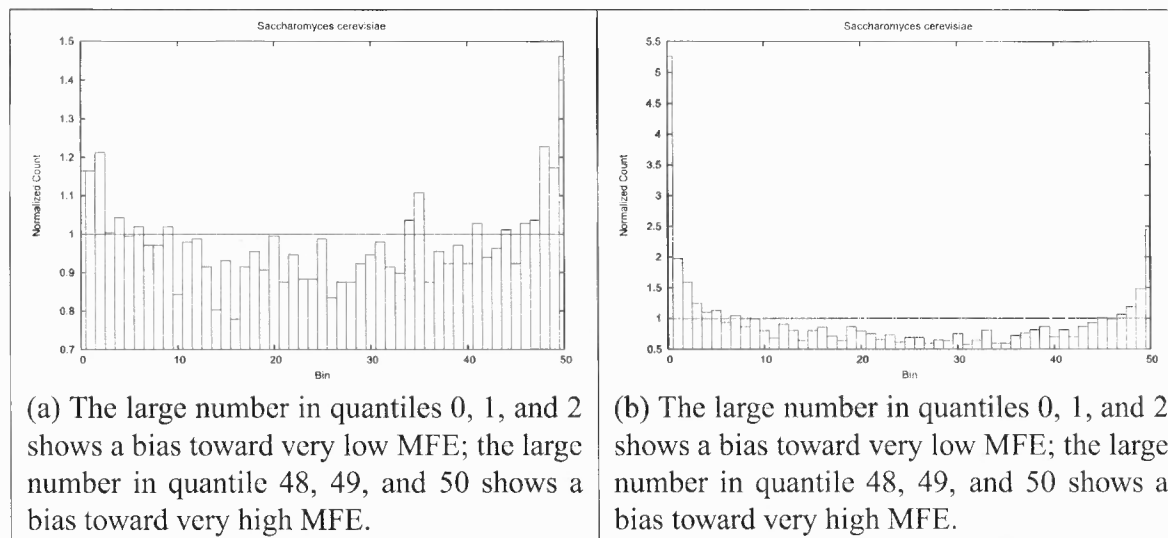 Saccharomyces cerevisiae
1.5
1.4
1.3
1.2
1.1
1
0.9
0.8
0.7
Normalized Count
0 10 20 30 40 50
Bin
(a) The large number in quantiles 0, 1, and 2
shows a bias toward very low MFE; the large
number in quantile 48, 49, and 50 shows a
bias toward very high MFE.
Saccharomyces cerevisiae
5.5
5
4.5
4
3.5
3
2.5
2
1.5
1
0.5
Normalized Count
0 10 20 30 40 50
Bin
(b) The large number in quantiles 0, 1, and 2
shows a bias toward very low MFE; the large
number in quantile 48, 49, and 50 shows a
bias toward very high MFE.